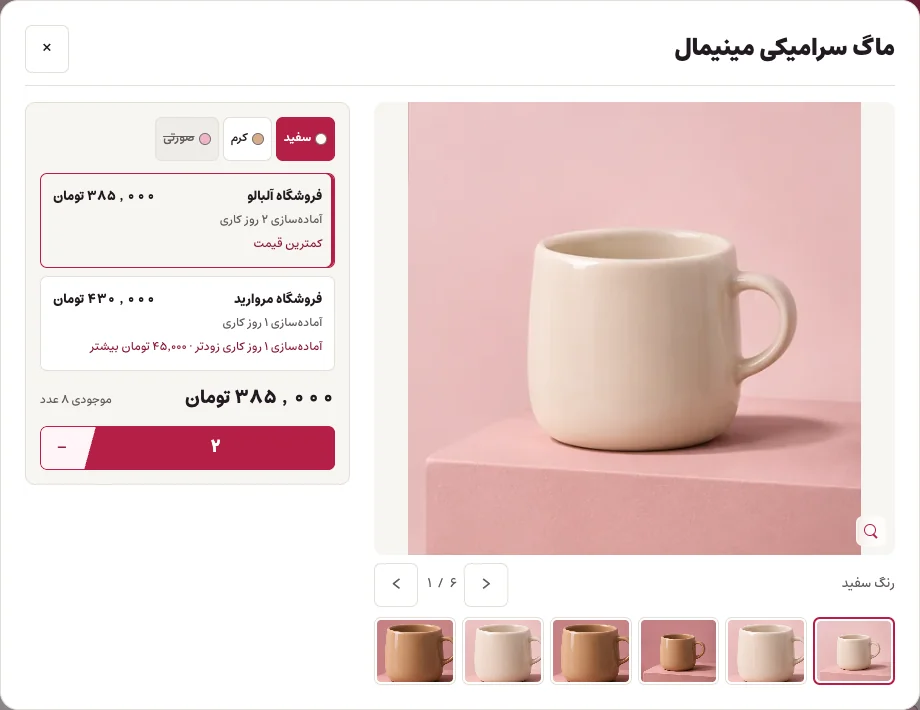 ماگ سرامیکی مینیمال
×
سفید
کرم
صورتی
فروشگاه آلبالو
۳۸۵,۰۰۰ تومان
آماده‌سازی ۲ روز کاری
کمترین قیمت
فروشگاه مروارید
۴۳۰,۰۰۰ تومان
آماده‌سازی ۱ روز کاری
آماده‌سازی ۱ روز کاری زودتر · ۴۵,۰۰۰ تومان بیشتر
۳۸۵,۰۰۰ تومان
موجودی ۸ عدد
۲
−
رنگ سفید
۱ / ۶